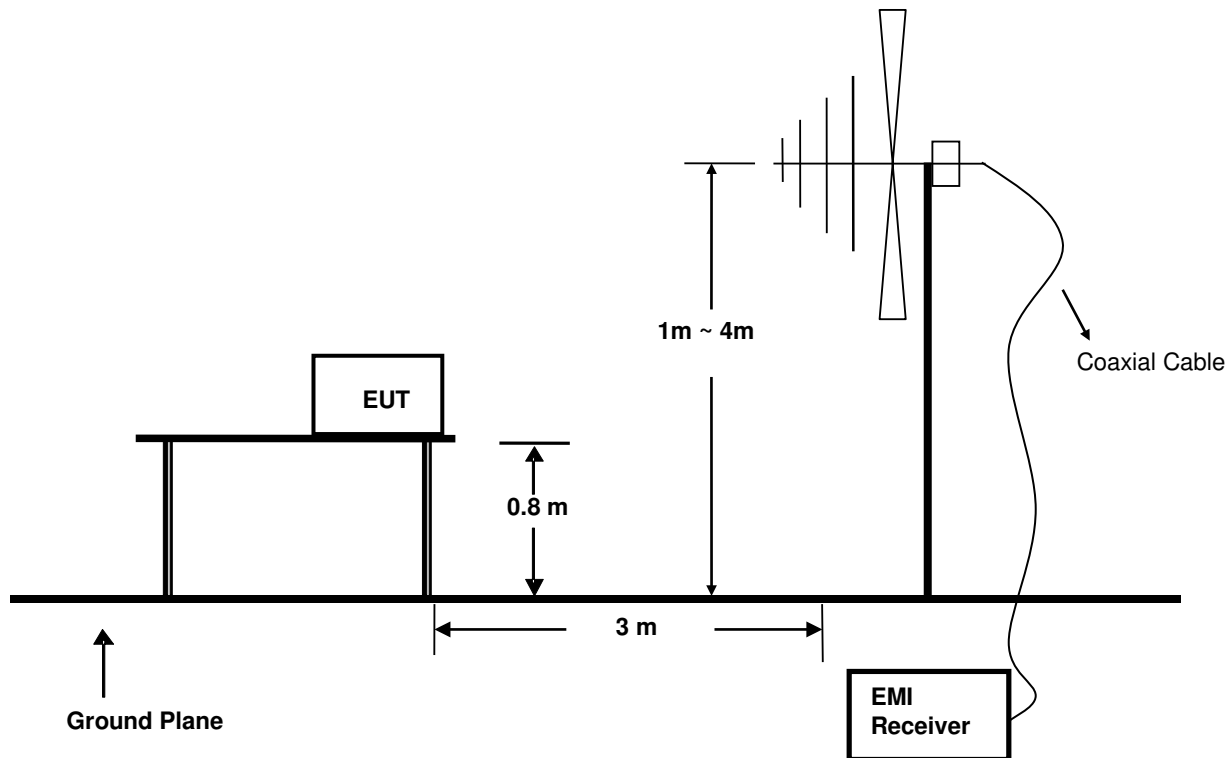 1m ~ 4m
Coaxial Cable
EUT
0.8 m
3 m
EMI
Receiver
Ground Plane